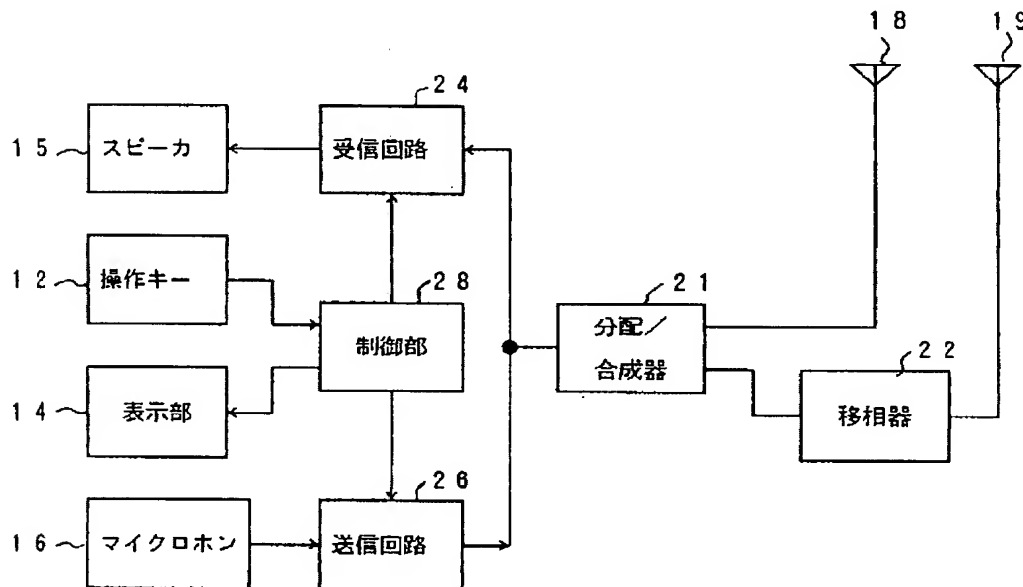 １８
１９
２４
１５
スピーカ
受信回路
１２
操作キー
２８
制御部
２１
分配／
合成器
２２
移相器
１４
表示部
２６
１６
マイクロホン
送信回路